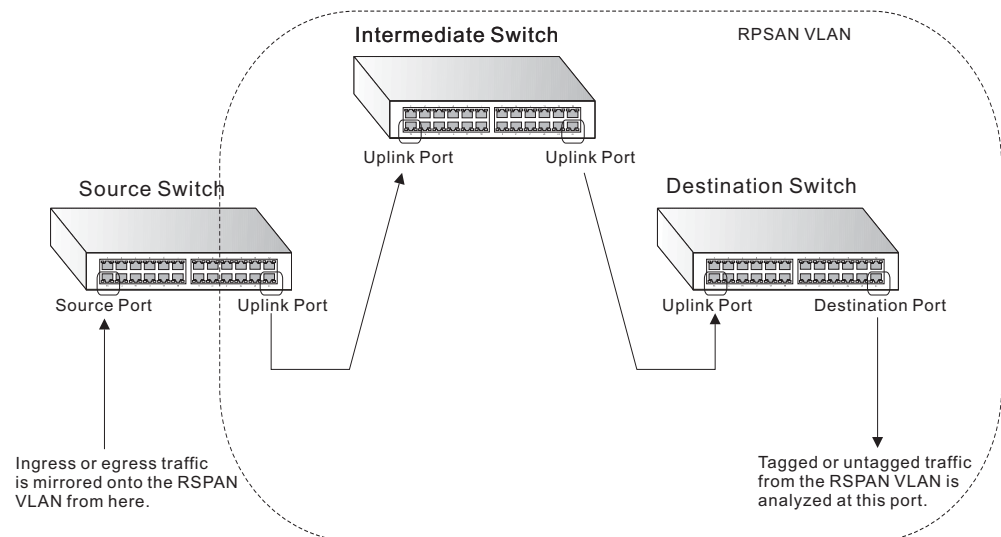 Intermediate Switch
RPSAN VLAN
Uplink Port
Uplink Port
Source Switch
Destination Switch
Source Port
Uplink Port
Uplink Port
Destination Port
Ingress or egress traffic
is mirrored onto the RSPAN
VLAN from here.
Tagged or untagged traffic
from the RSPAN VLAN is
analyzed at this port.